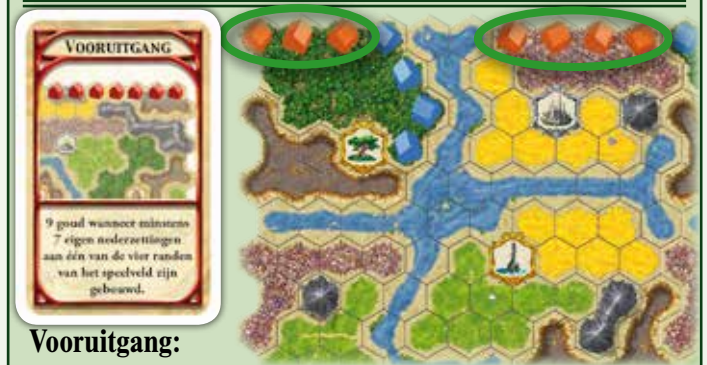 VOORUITGANG
9 goud wanneer minstens
7 eigen nederzettingen
aan één van de vier randen
van het speelveld zijn
gebouwd.
Vooruitgang: